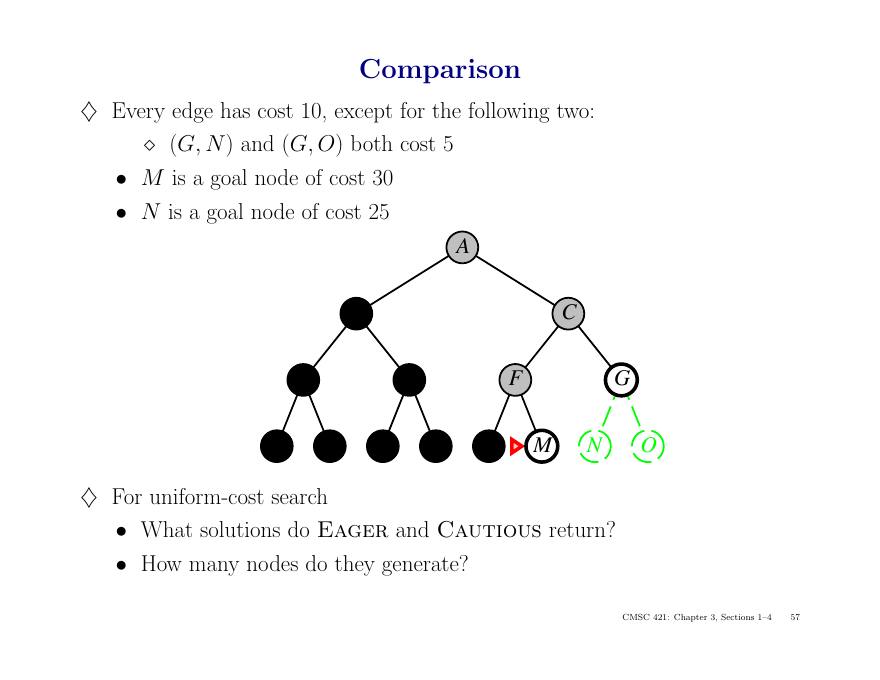 Comparison
♢ Every edge has cost 10, except for the following two:
⋄ (G, N) and (G, O) both cost 5
• M is a goal node of cost 30
• N is a goal node of cost 25
A
C
F
G
M
N
O
♢ For uniform-cost search
• What solutions do EAGER and CAUTIOUS return?
• How many nodes do they generate?
CMSC 421: Chapter 3, Sections 1–4 57